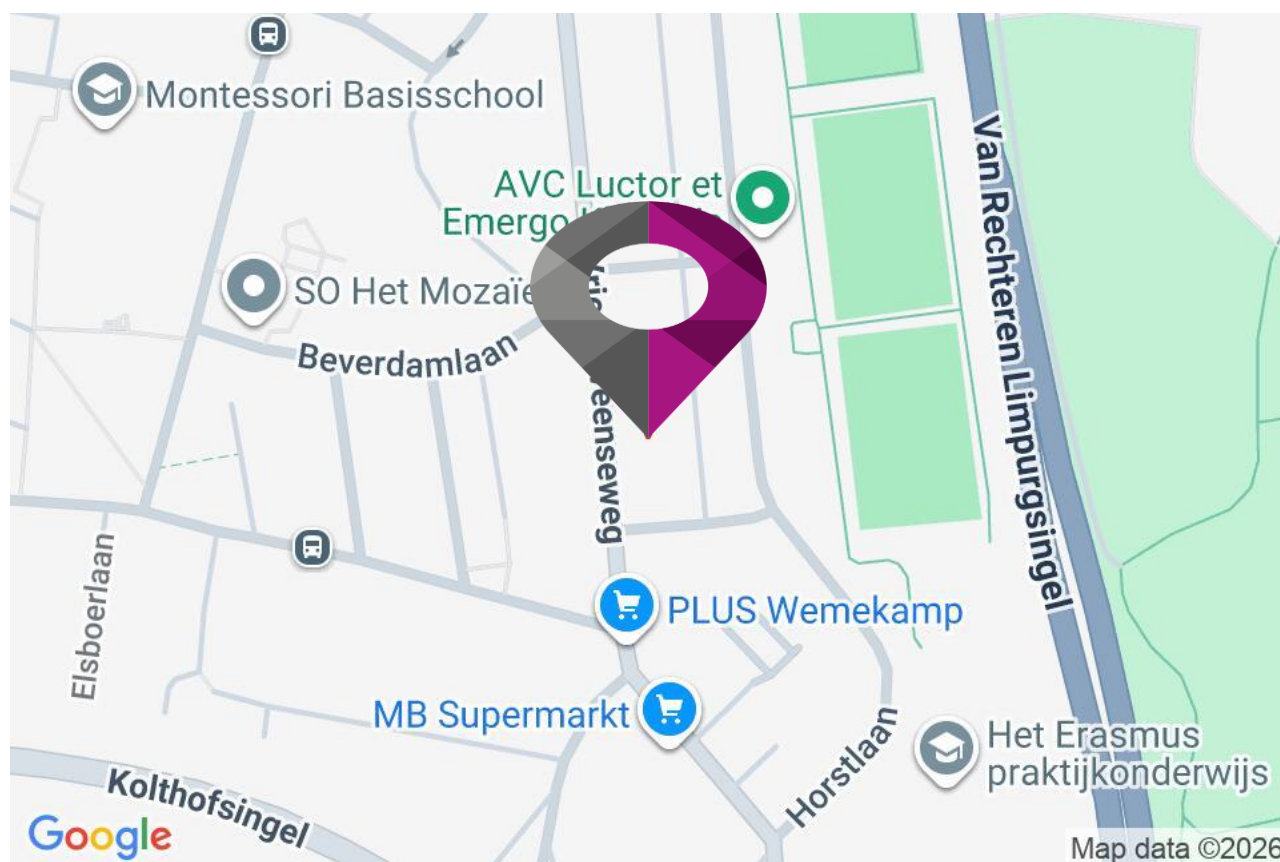 Montessori Basisschool
AVC Luctor et
Emergo
SO Het Mozaïe
Beverdamlaan
Van Rechteren Limpurgsingel
eenseweg
Elsboerlaan
PLUS Wemekamp
MB Supermarkt
Horstlaan
Het Erasmus
praktijkonderwijs
Kolthofsingel
Google
Map data ©2026